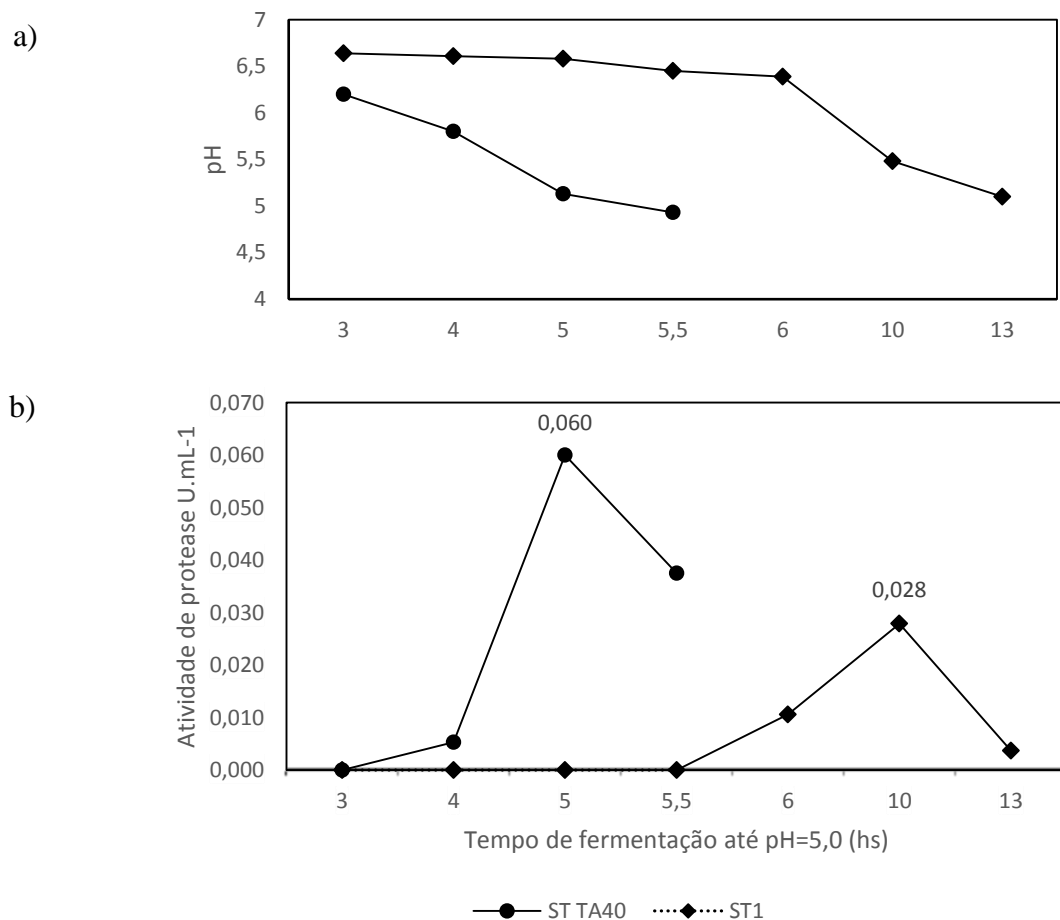 a)
7
6,5
6
5,5
5
4,5
4
pH
3 4 5 5,5 6 10 13
b)
0,070
0,060
0,050
0,040
0,030
0,020
0,010
0,000
Atividade de protease U.mL-1
0,060
0,028
3 4 5 5,5 6 10 13
Tempo de fermentação até pH=5,0 (hs)
ST TA40 ST1